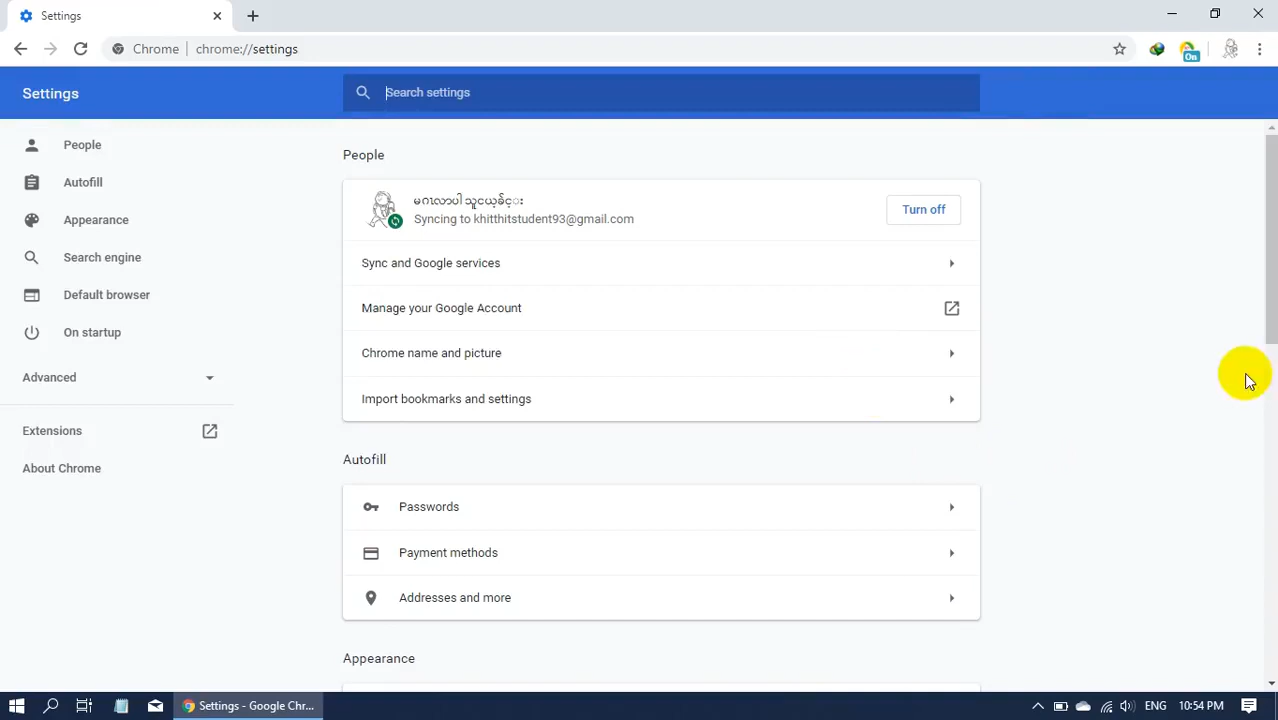 Settings
Chrome
chrome://settings
On
Settings
Search settings
People
Autofill
Appearance
Search engine
Default browser
On startup
Advanced
Extensions
About Chrome
People
Syncing to khitthitstudent93@gmail.com
Turn off
Sync and Google services
Manage your Google Account
Chrome name and picture
Import bookmarks and settings
Autofill
Passwords
Payment methods
Addresses and more
Appearance
Settings - Google Chr...
ENG
10:54 PM